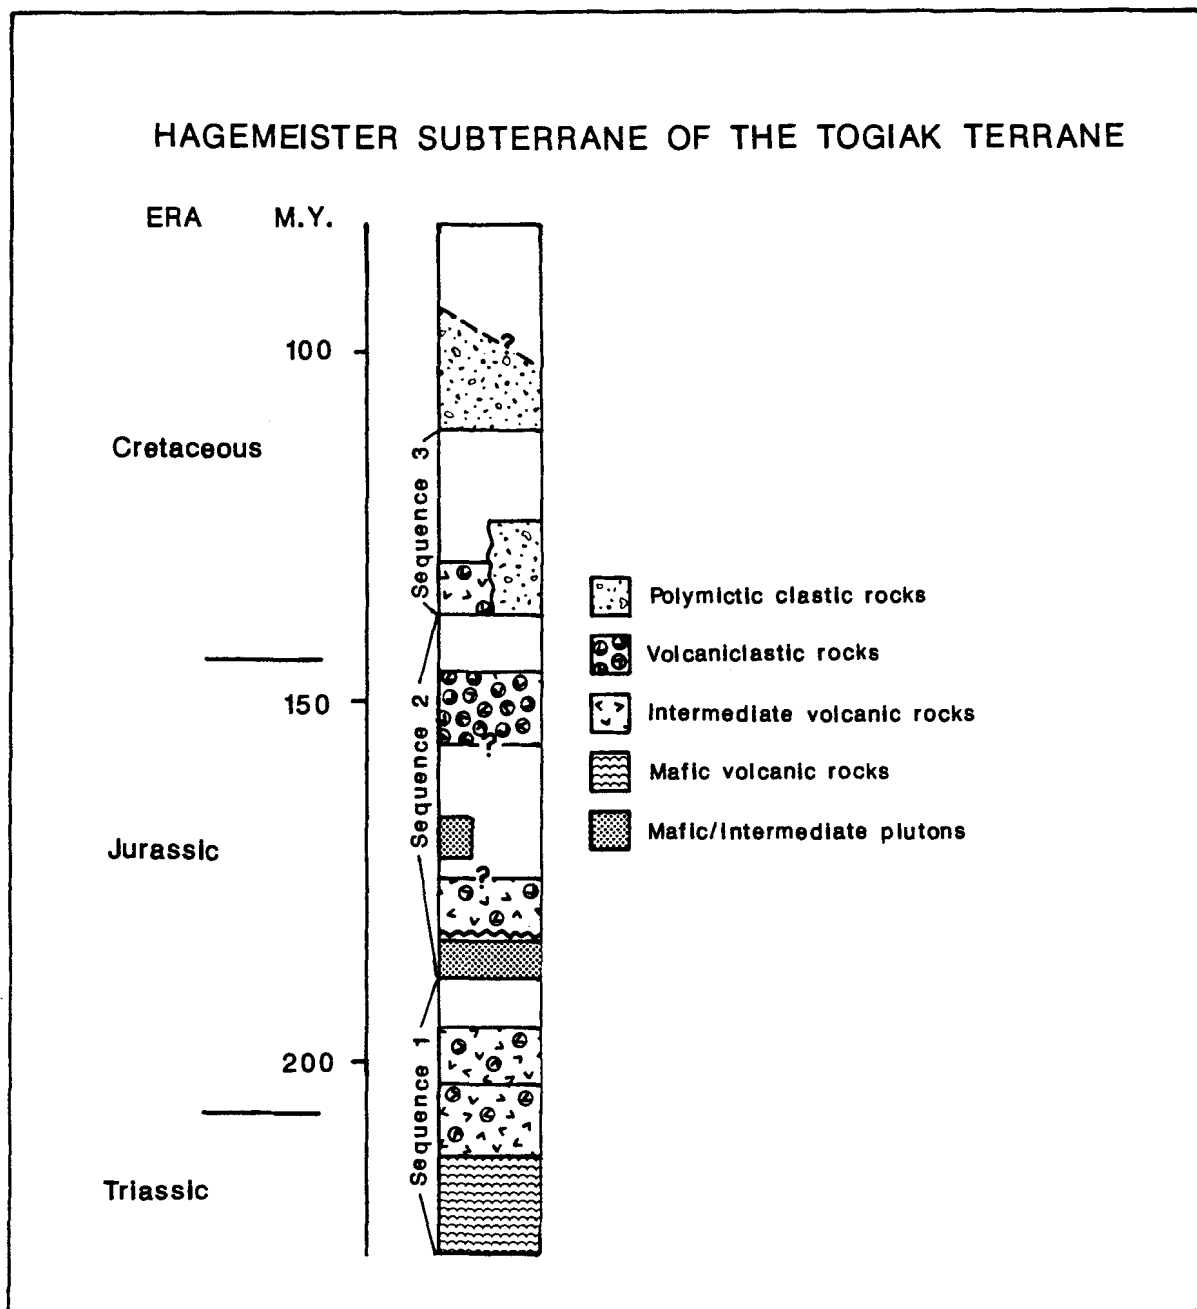 HAGEMEISTER SUBTERRANE OF THE TOGIAK TERRANE
ERA M.Y.
100
Cretaceous
150
Jurassic
200
Triassic
?
Sequence 3
Sequence 2
?
?
Sequence 1
Polymictic clastic rocks
Volcaniclastic rocks
Intermediate volcanic rocks
Mafic volcanic rocks
Mafic/Intermediate plutons